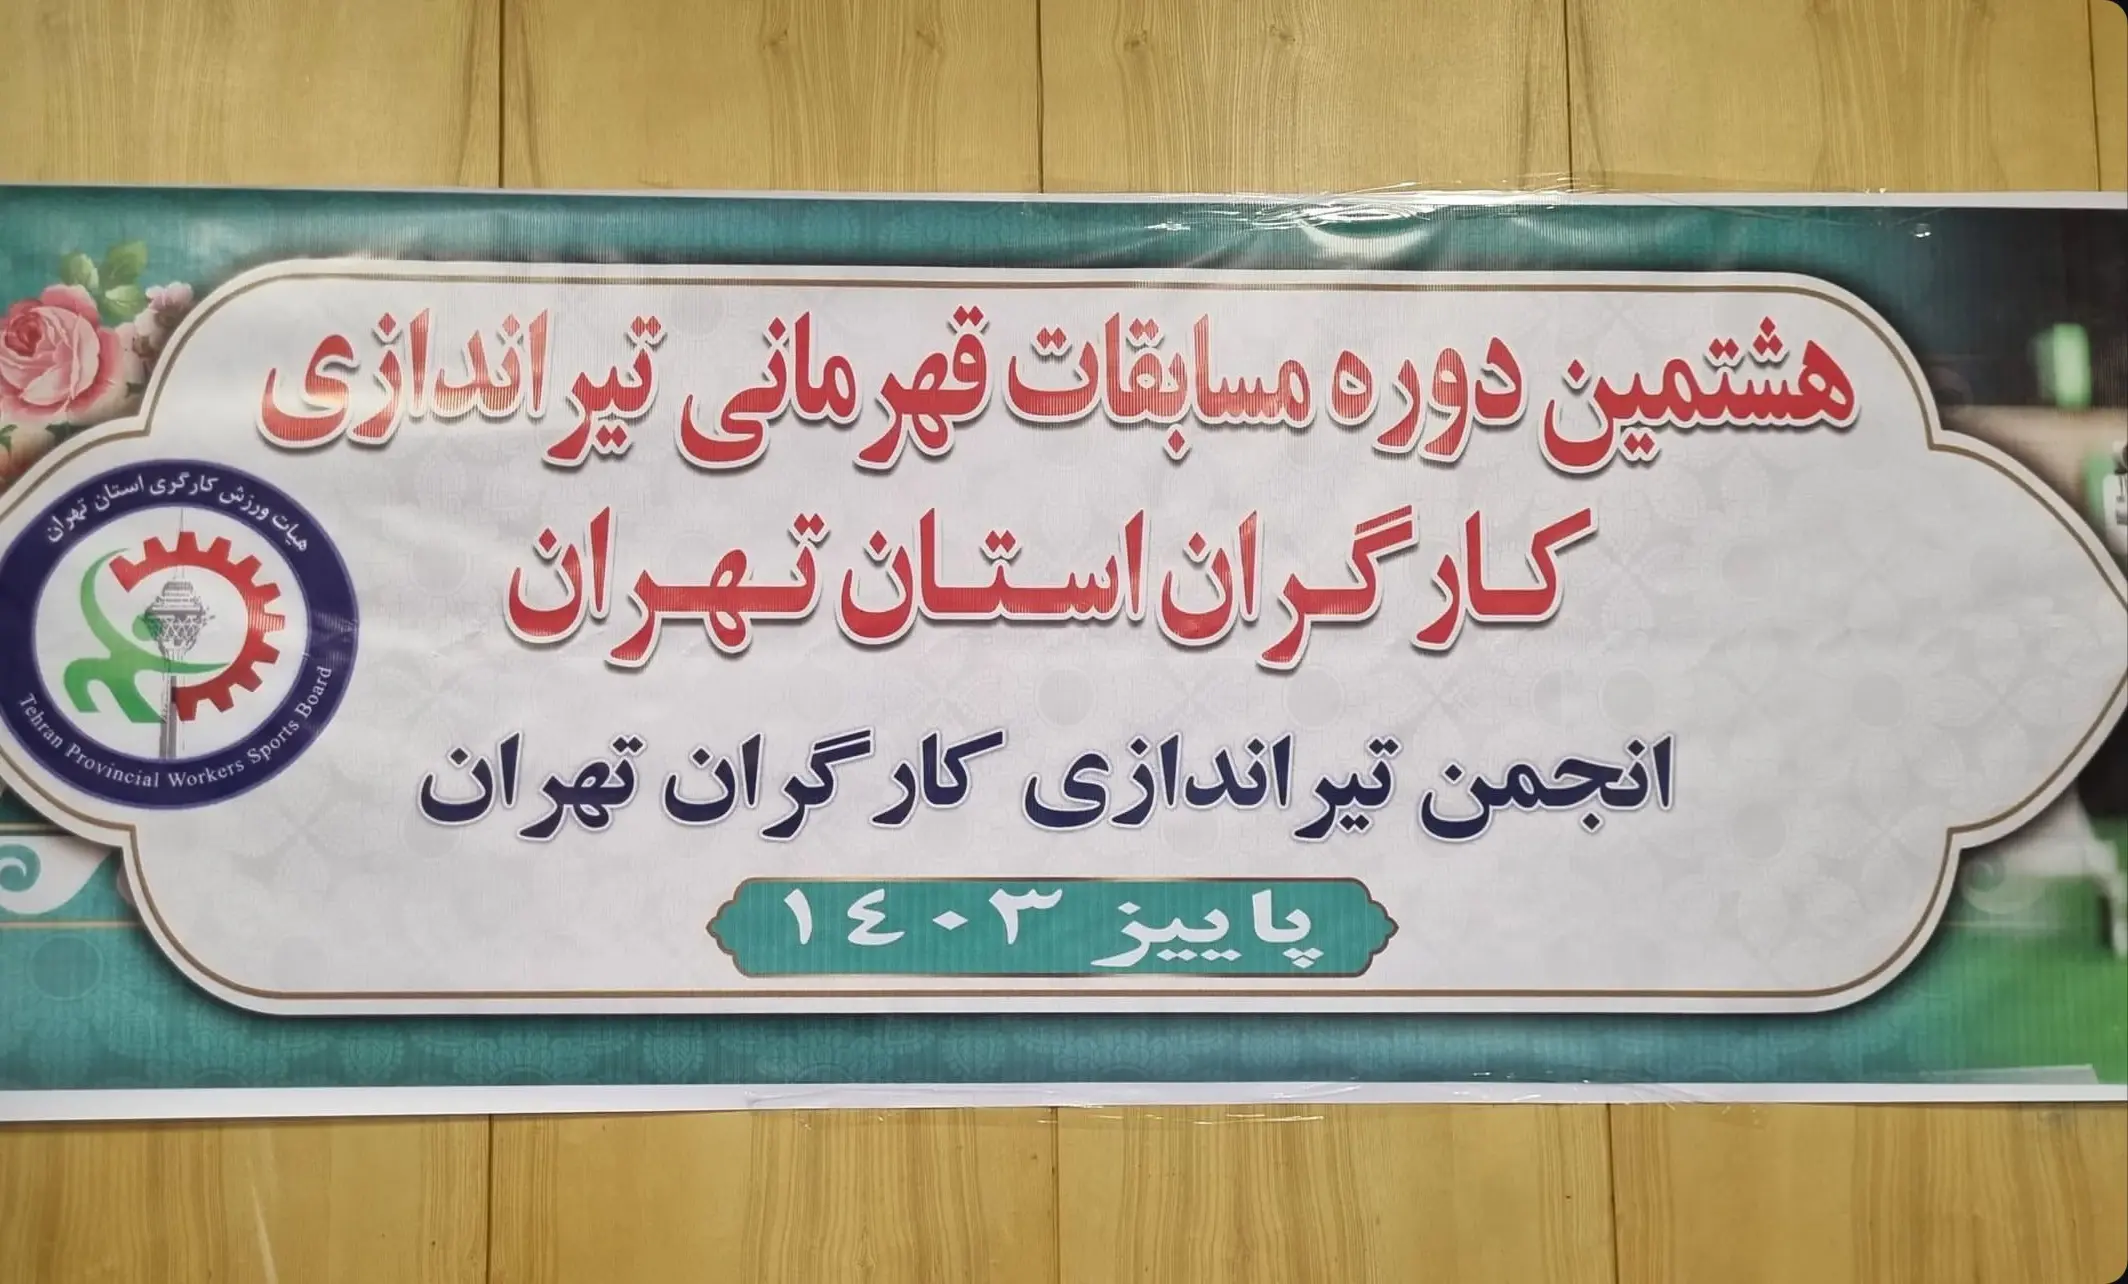 هشتمین دوره مسابقات قهرمانی تیراندازی
کارگران استان تهران
انجمن تیراندازی کارگران تهران
پاییز ۱٤۰۳
هیات ورزش کارگری استان تهران
Tehran Provincial Workers Sports Board